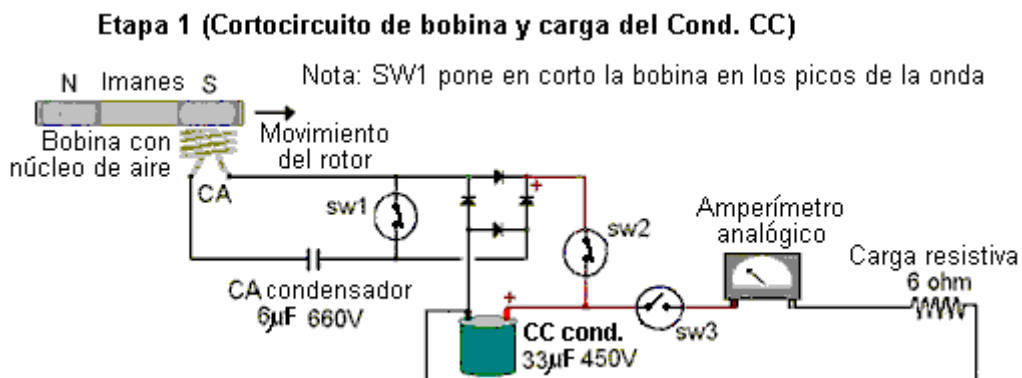 Etapa 1 (Cortocircuito de bobina y carga del Cond. CC)
N Imanes S
Nota: SW1 pone en corto la bobina en los picos de la onda
Bobina con
núcleo de aire
Movimiento
del rotor
CA
sw1
+
sw2
Amperímetro
analógico
Carga resistiva
6 ohm
CA condensador
6µF 660V
+
CC cond.
33µF 450V
sw3